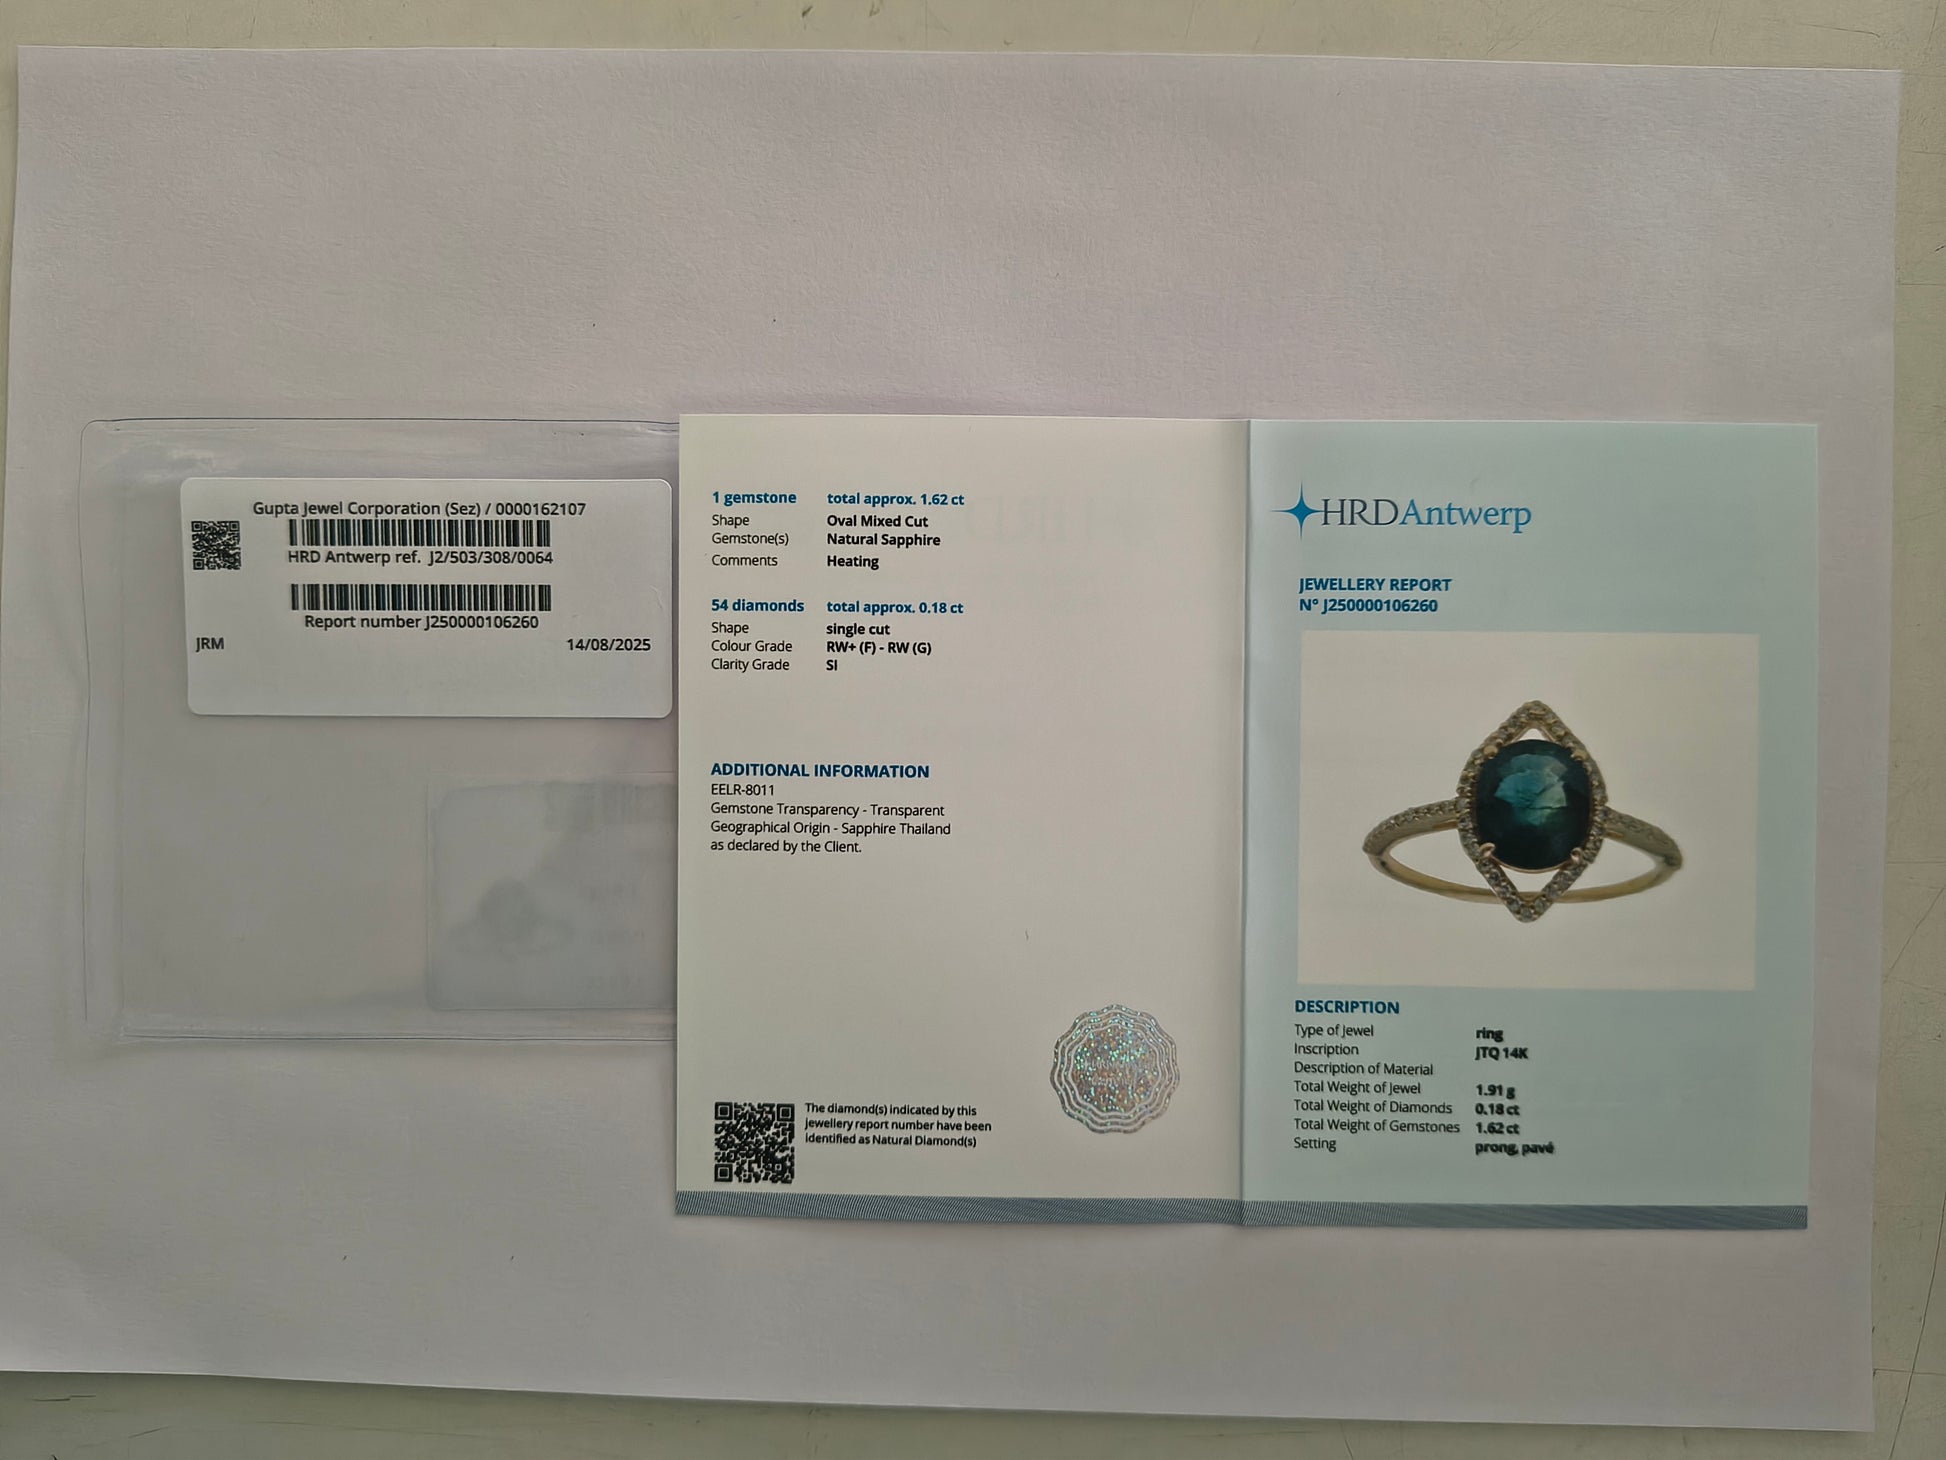 Gupta Jewel Corporation (Sez) / 0000162107
HRD Antwerp ref. J2/503/308/0064
Report number J250000106260
JRM 14/08/2025
1 gemstone total approx. 1.62 ct
Shape Oval Mixed Cut
Gemstone(s) Natural Sapphire
Comments Heating
54 diamonds total approx. 0.18 ct
Shape single cut
Colour Grade RW+ (F) - RW (G)
Clarity Grade SI
ADDITIONAL INFORMATION
EELR-8011
Gemstone Transparency - Transparent
Geographical Origin - Sapphire Thailand
as declared by the Client.
The diamond(s) indicated by this
jewellery report number have been
identified as Natural Diamond(s)
HRDAntwerp
JEWELLERY REPORT
N° J250000106260
DESCRIPTION
Type of Jewel ring
Inscription JTQ 14K
Description of Material
Total Weight of Jewel 1.91 g
Total Weight of Diamonds 0.18 ct
Total Weight of Gemstones 1.62 ct
Setting prong, pavé